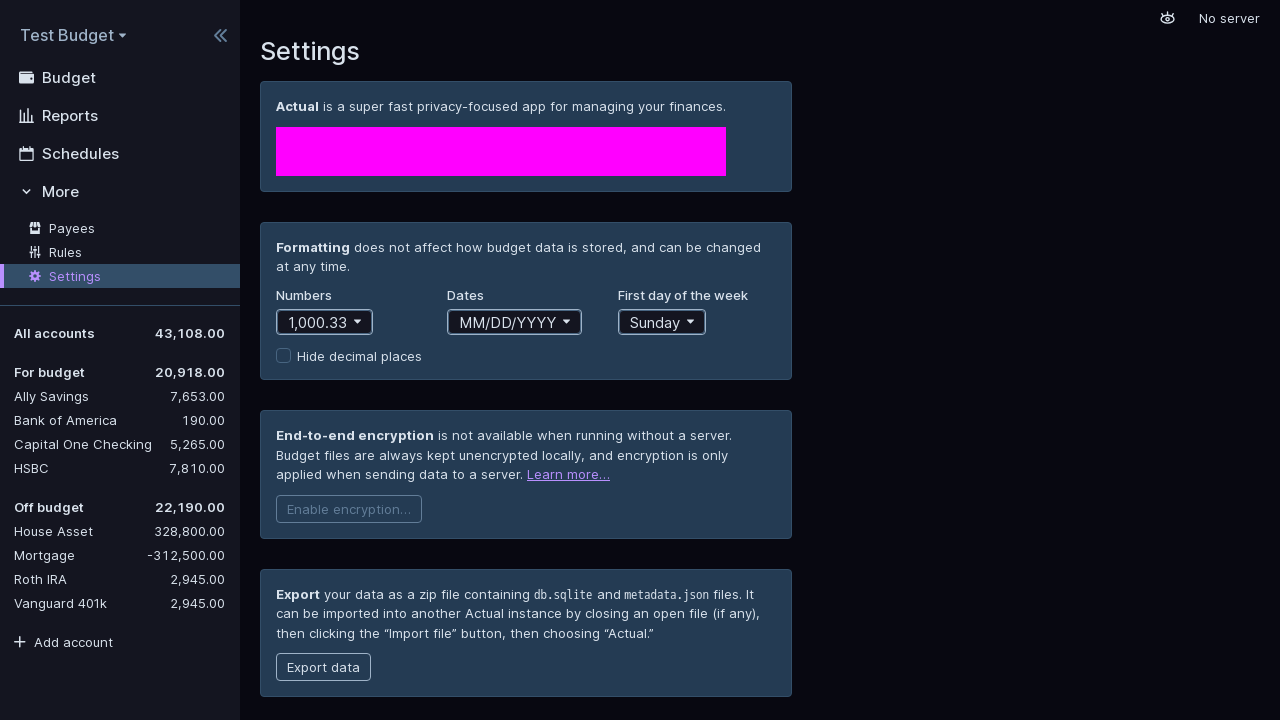 No server
Test Budget
Settings
Budget
Reports
Schedules
More
Payees
Rules
Settings
All accounts 43,108.00
For budget 20,918.00
Ally Savings 7,653.00
Bank of America 190.00
Capital One Checking 5,265.00
HSBC 7,810.00
Off budget 22,190.00
House Asset 328,800.00
Mortgage -312,500.00
Roth IRA 2,945.00
Vanguard 401k 2,945.00
Add account
Actual is a super fast privacy-focused app for managing your finances.
Formatting does not affect how budget data is stored, and can be changed
at any time.
Numbers Dates First day of the week
1,000.33 MM/DD/YYYY Sunday
Hide decimal places
End-to-end encryption is not available when running without a server.
Budget files are always kept unencrypted locally, and encryption is only
applied when sending data to a server. Learn more…
Enable encryption…
Export your data as a zip file containing db.sqlite and metadata.json files. It
can be imported into another Actual instance by closing an open file (if any),
then clicking the “Import file” button, then choosing “Actual.”
Export data